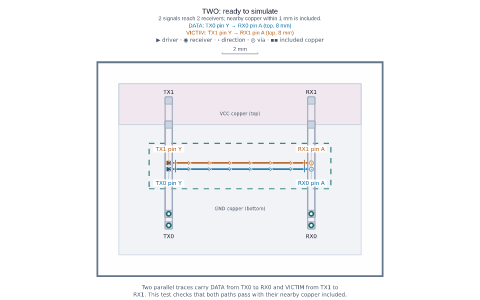 TWO: ready to simulate
2 signals reach 2 receivers; nearby copper within 1 mm is included.
DATA: TX0 pin Y → RX0 pin A (top, 8 mm)
VICTIM: TX1 pin Y → RX1 pin A (top, 8 mm)
▶ driver · ◉ receiver · › direction · ◎ via · ▪▪ included copper
2 mm
TX1 RX1
VCC copper (top)
TX1 pin Y RX1 pin A
TX0 pin Y RX0 pin A
GND copper (bottom)
TX0 RX0
Two parallel traces carry DATA from TX0 to RX0 and VICTIM from TX1 to
RX1. This test checks that both paths pass with their nearby copper included.